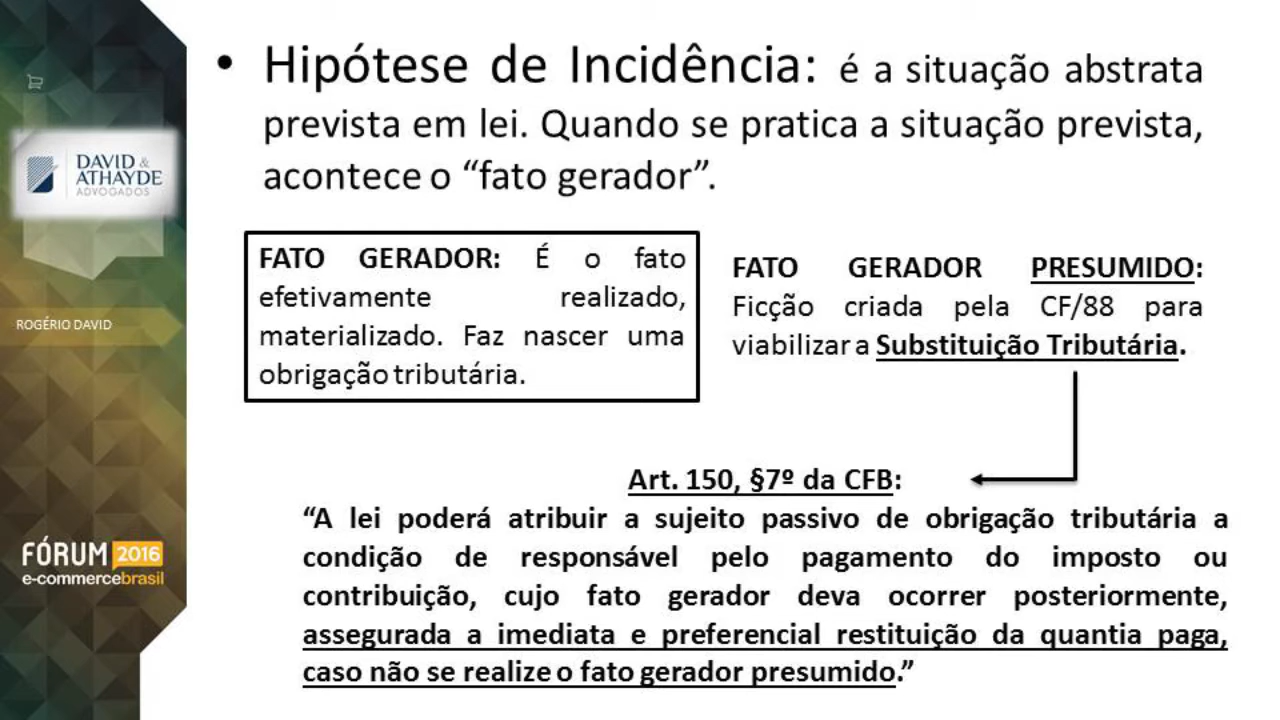 • Hipótese de Incidência: é a situação abstrata
prevista em lei. Quando se pratica a situação prevista,
acontece o “fato gerador”.
DAVID &
ATHAYDE
ADVOGADOS
ROGÉRIO DAVID
FATO GERADOR: É o fato
efetivamente realizado,
materializado. Faz nascer uma
obrigação tributária.
FATO GERADOR PRESUMIDO:
Ficção criada pela CF/88 para
viabilizar a Substituição Tributária.
Art. 150, §7º da CFB:
“A lei poderá atribuir a sujeito passivo de obrigação tributária a
condição de responsável pelo pagamento do imposto ou
contribuição, cujo fato gerador deva ocorrer posteriormente,
assegurada a imediata e preferencial restituição da quantia paga,
caso não se realize o fato gerador presumido.”
FÓRUM 2016
e-commercebrasil